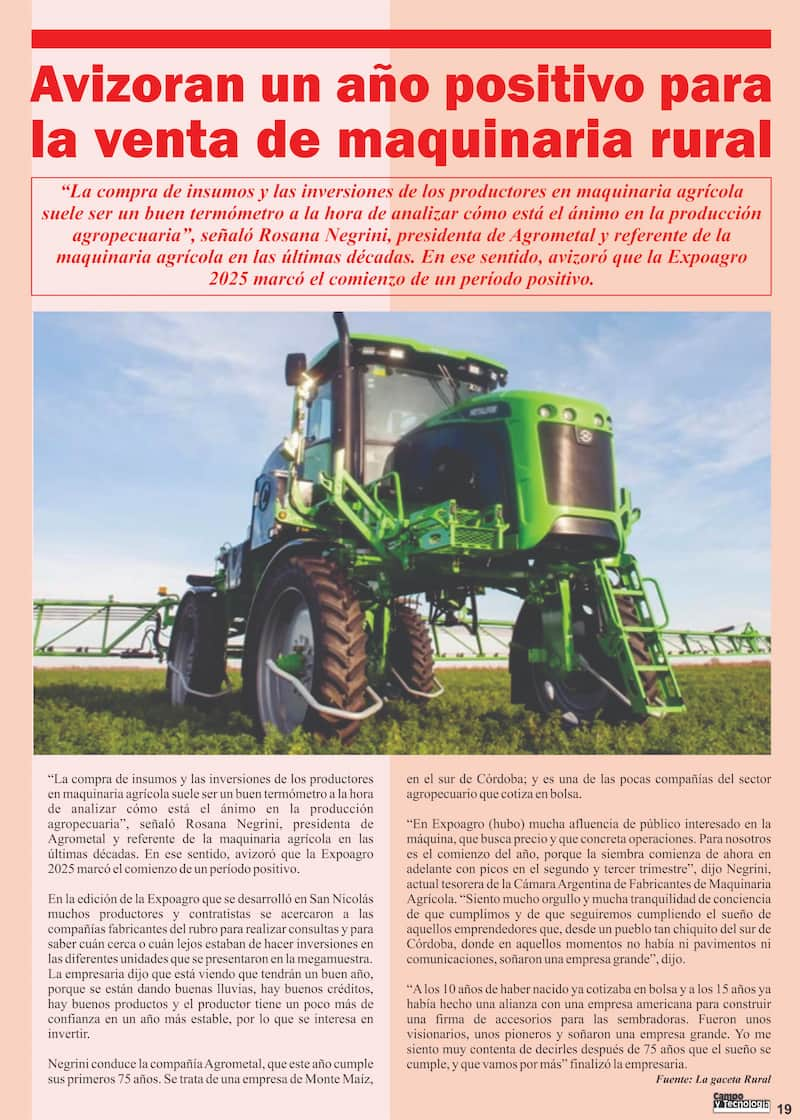 Avizoran un año positivo para
la venta de maquinaria rural
“La compra de insumos y las inversiones de los productores en maquinaria agrícola
suele ser un buen termómetro a la hora de analizar cómo está el ánimo en la producción
agropecuaria”, señaló Rosana Negrini, presidenta de Agrometal y referente de la
maquinaria agrícola en las últimas décadas. En ese sentido, avizoró que la Expoagro
2025 marcó el comienzo de un período positivo.
“La compra de insumos y las inversiones de los productores
en maquinaria agrícola suele ser un buen termómetro a la hora
de analizar cómo está el ánimo en la producción
agropecuaria”, señaló Rosana Negrini, presidenta de
Agrometal y referente de la maquinaria agrícola en las
últimas décadas. En ese sentido, avizoró que la Expoagro
2025 marcó el comienzo de un período positivo.
En la edición de la Expoagro que se desarrolló en San Nicolás
muchos productores y contratistas se acercaron a las
compañías fabricantes del rubro para realizar consultas y para
saber cuán cerca o cuán lejos estaban de hacer inversiones en
las diferentes unidades que se presentaron en la megamuestra.
La empresaria dijo que está viendo que tendrán un buen año,
porque se están dando buenas lluvias, hay buenos créditos,
hay buenos productos y el productor tiene un poco más de
confianza en un año más estable, por lo que se interesa en
invertir.
Negrini conduce la compañía Agrometal, que este año cumple
sus primeros 75 años. Se trata de una empresa de Monte Maíz,
en el sur de Córdoba; y es una de las pocas compañías del sector
agropecuario que cotiza en bolsa.
“En Expoagro (hubo) mucha afluencia de público interesado en la
máquina, que busca precio y que concreta operaciones. Para nosotros
es el comienzo del año, porque la siembra comienza de ahora en
adelante con picos en el segundo y tercer trimestre”, dijo Negrini,
actual tesorera de la Cámara Argentina de Fabricantes de Maquinaria
Agrícola. “Siento mucho orgullo y mucha tranquilidad de conciencia
de que cumplimos y de que seguiremos cumpliendo el sueño de
aquellos emprendedores que, desde un pueblo tan chiquito del sur de
Córdoba, donde en aquellos momentos no había ni pavimentos ni
comunicaciones, soñaron una empresa grande”, dijo.
“A los 10 años de haber nacido ya cotizaba en bolsa y a los 15 años ya
había hecho una alianza con una empresa americana para construir
una firma de accesorios para las sembradoras. Fueron unos
visionarios, unos pioneros y soñaron una empresa grande. Yo me
siento muy contenta de decirles después de 75 años que el sueño se
cumple, y que vamos por más” finalizó la empresaria.
Fuente: La gaceta Rural
Campo
y Tecnología
19